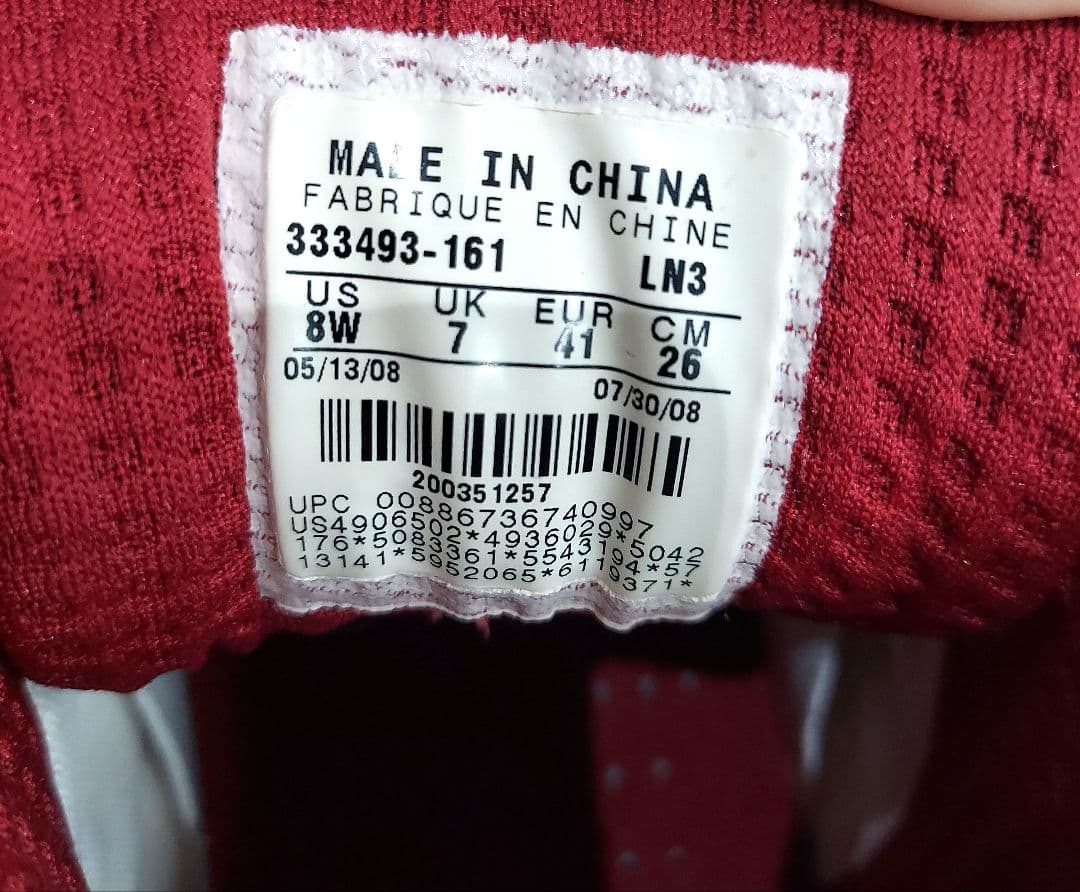 MADE IN CHINA
FABRIQUE EN CHINE
333493-161 LN3
US UK EUR CM
8W 7 41 26
05/13/08 07/30/08
200351257
UPC 00886736740997
US4906502*4936029*5042
176*5083361*5543194*57
13141*5952065*6119371*